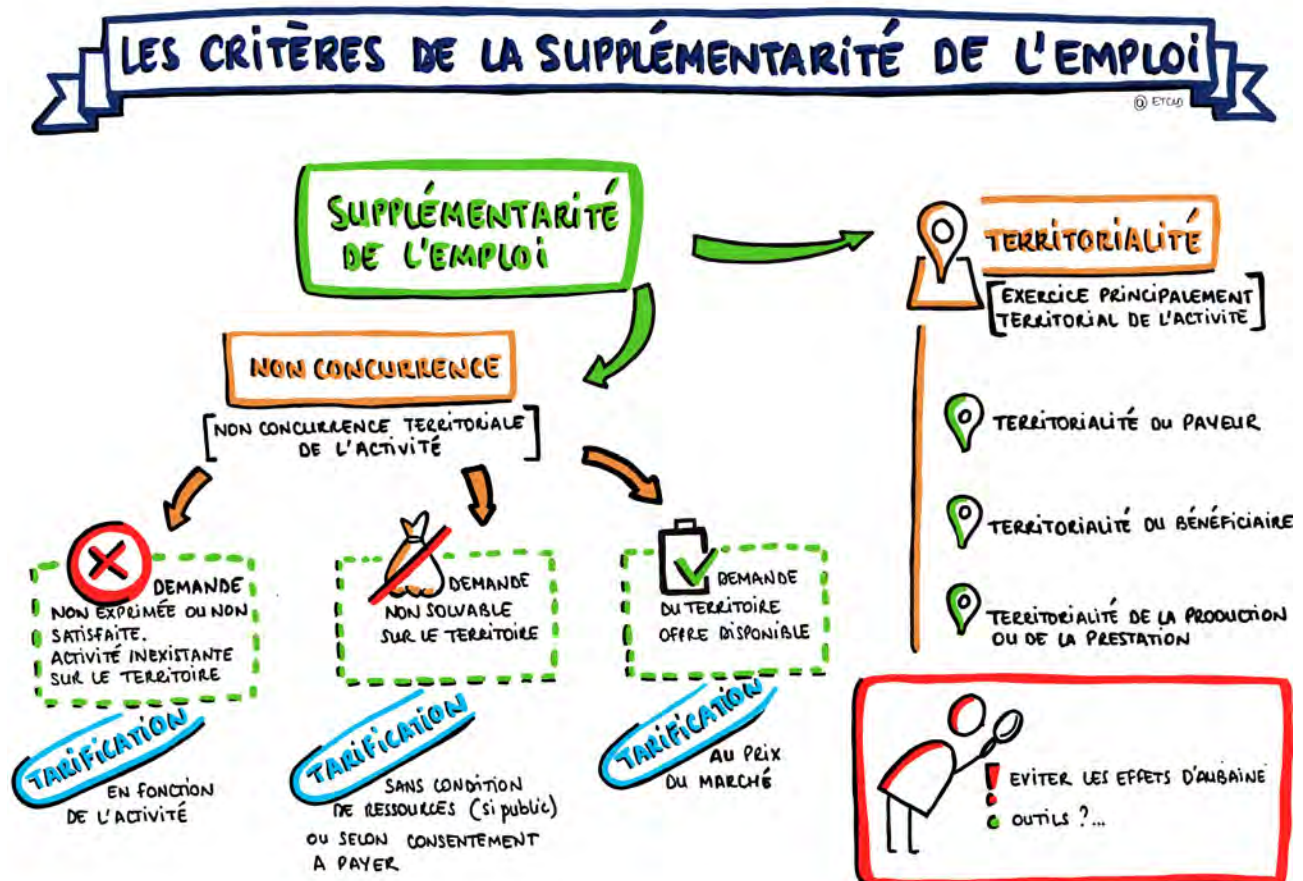 LES CRITÈRES DE LA SUPPLÉMENTARITÉ DE L'EMPLOI
@ ETCLD
SUPPLÉMENTARITÉ
DE L'EMPLOI
NON CONCURRENCE
[NON CONCURRENCE TERRITORIALE
DE L'ACTIVITÉ]
DEMANDE
NON EXPRIMÉE OU NON
SATISFAITE.
ACTIVITÉ INEXISTANTE
SUR LE TERRITOIRE
TARIFICATION
EN FONCTION
DE L'ACTIVITÉ
DEMANDE
NON SOLVABLE
SUR LE TERRITOIRE
TARIFICATION
SANS CONDITION
DE RESSOURCES (si public)
OU SELON CONSENTEMENT
A PAYER
DEMANDE
DU TERRITOIRE
OFFRE DISPONIBLE
TARIFICATION
AU PRIX
DU MARCHÉ
TERRITORIALITÉ
[EXERCICE PRINCIPALEMENT
TERRITORIAL DE L'ACTIVITÉ]
TERRITORIALITÉ DU PAYEUR
TERRITORIALITÉ DU BÉNÉFICIAIRE
TERRITORIALITÉ DE LA PRODUCTION
OU DE LA PRESTATION
! EVITER LES EFFETS D'AUBAINE
OUTILS ?...